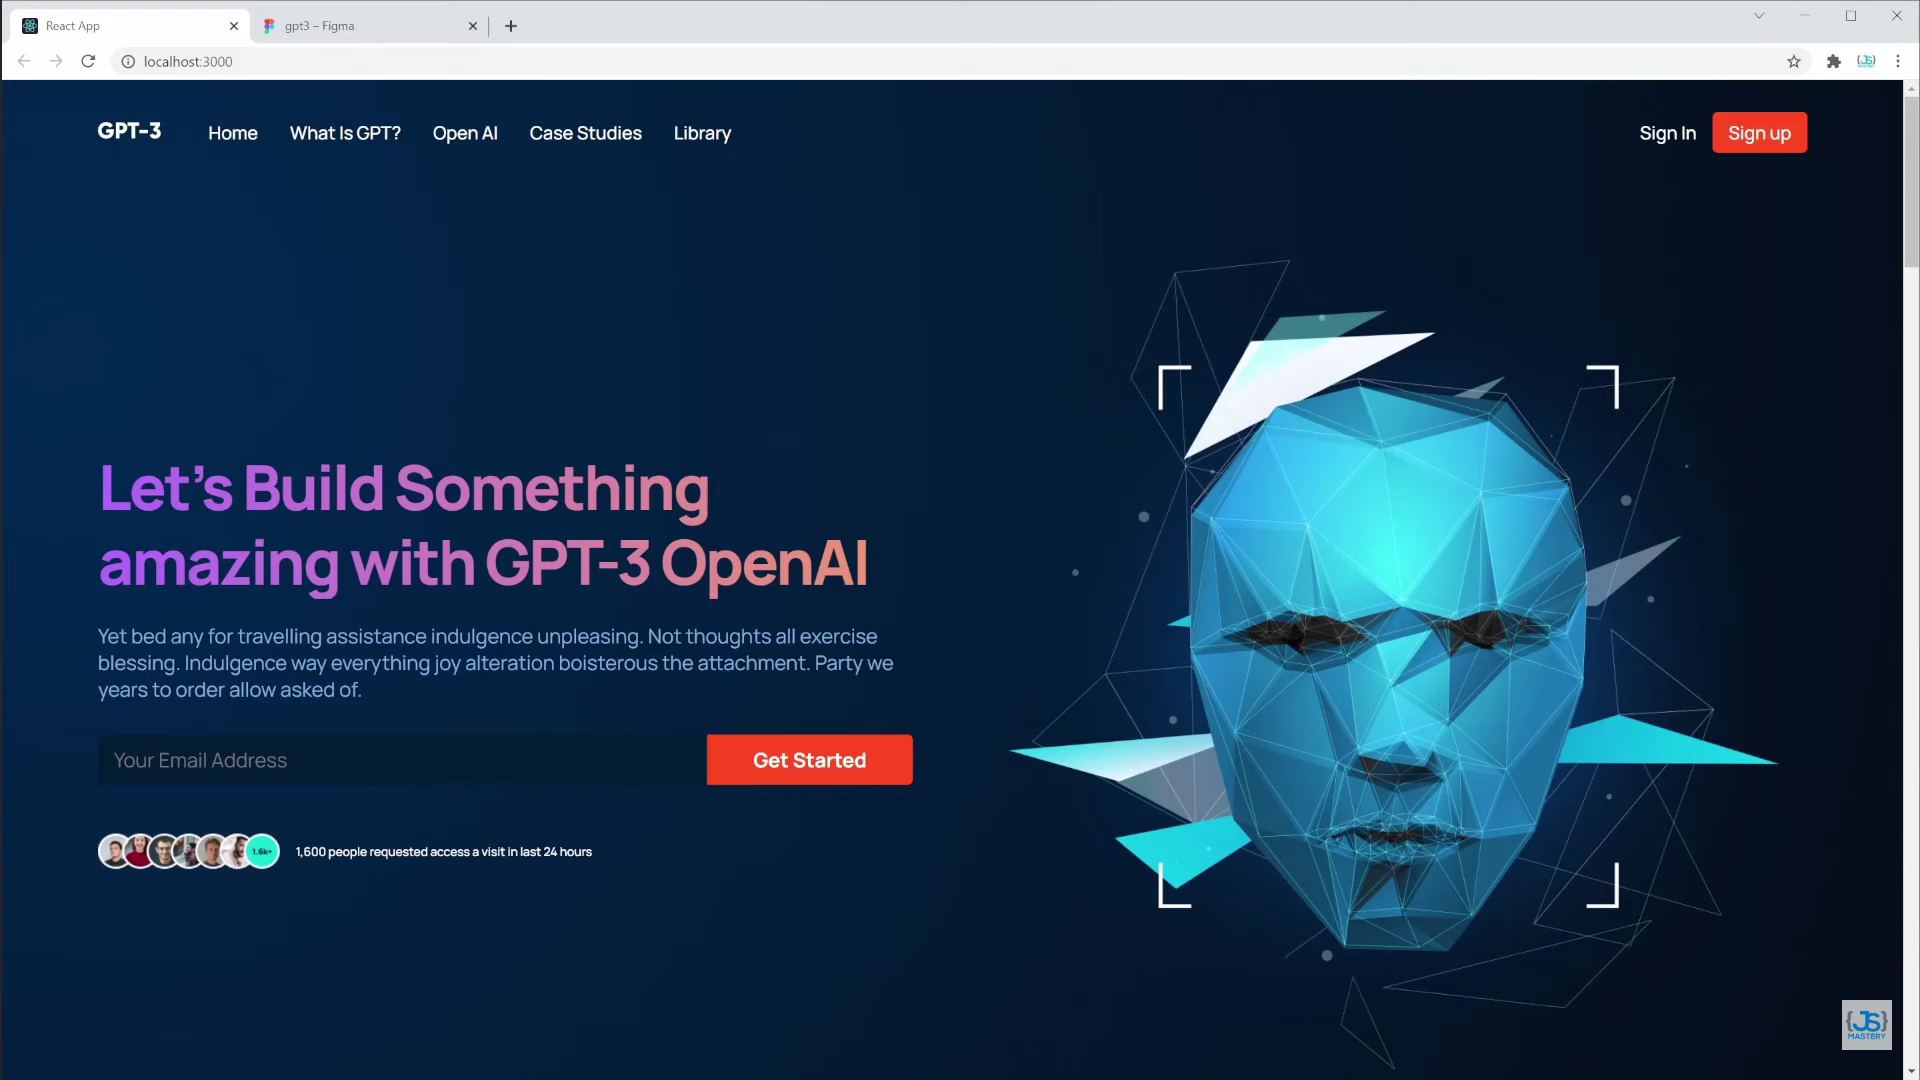 React App
gpt3 – Figma
localhost:3000
GPT-3
Home
What Is GPT?
Open AI
Case Studies
Library
Sign In
Sign up
Let’s Build Something
amazing with GPT-3 OpenAI
Yet bed any for travelling assistance indulgence unpleasing. Not thoughts all exercise
blessing. Indulgence way everything joy alteration boisterous the attachment. Party we
years to order allow asked of.
Your Email Address
Get Started
1.6k+
1,600 people requested access a visit in last 24 hours
{JS}
MASTERY